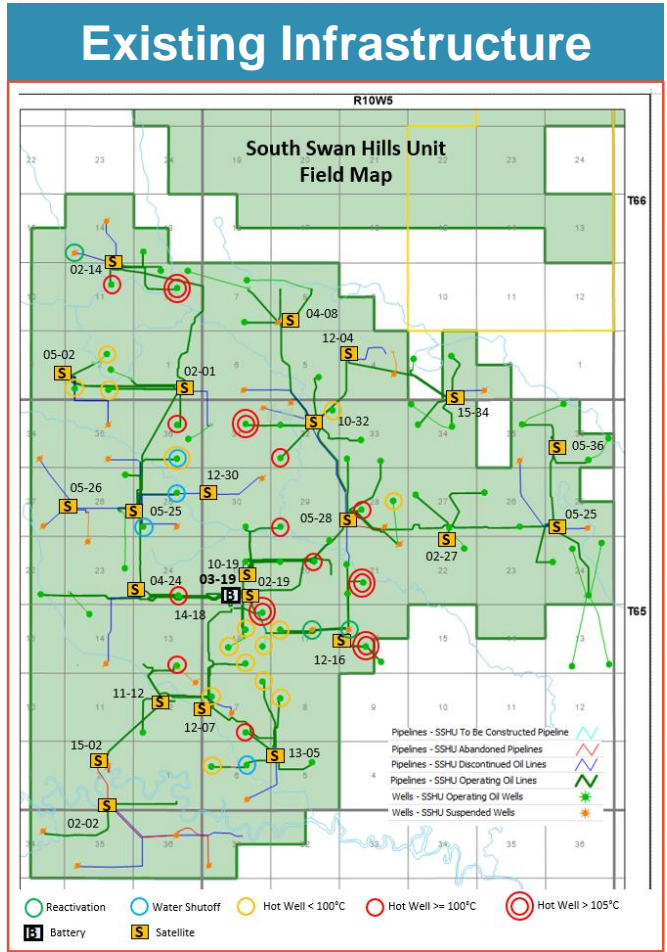 Existing Infrastructure
R10W5
South Swan Hills Unit
Field Map
T66
T65
02-14
04-08
12-04
05-02
02-01
15-34
10-32
05-36
05-26
05-25
12-30
05-28
02-27
05-25
10-19
03-19
02-19
04-24
14-18
12-16
11-12
12-07
15-02
13-05
02-02
Pipelines - SSHU To Be Constructed Pipeline
Pipelines - SSHU Abandoned Pipelines
Pipelines - SSHU Discontinued Oil Lines
Pipelines - SSHU Operating Oil Lines
Wells - SSHU Operating Oil Wells
Wells - SSHU Suspended Wells
Reactivation
Water Shutoff
Hot Well < 100°C
Hot Well >= 100°C
Hot Well > 105°C
B Battery
S Satellite